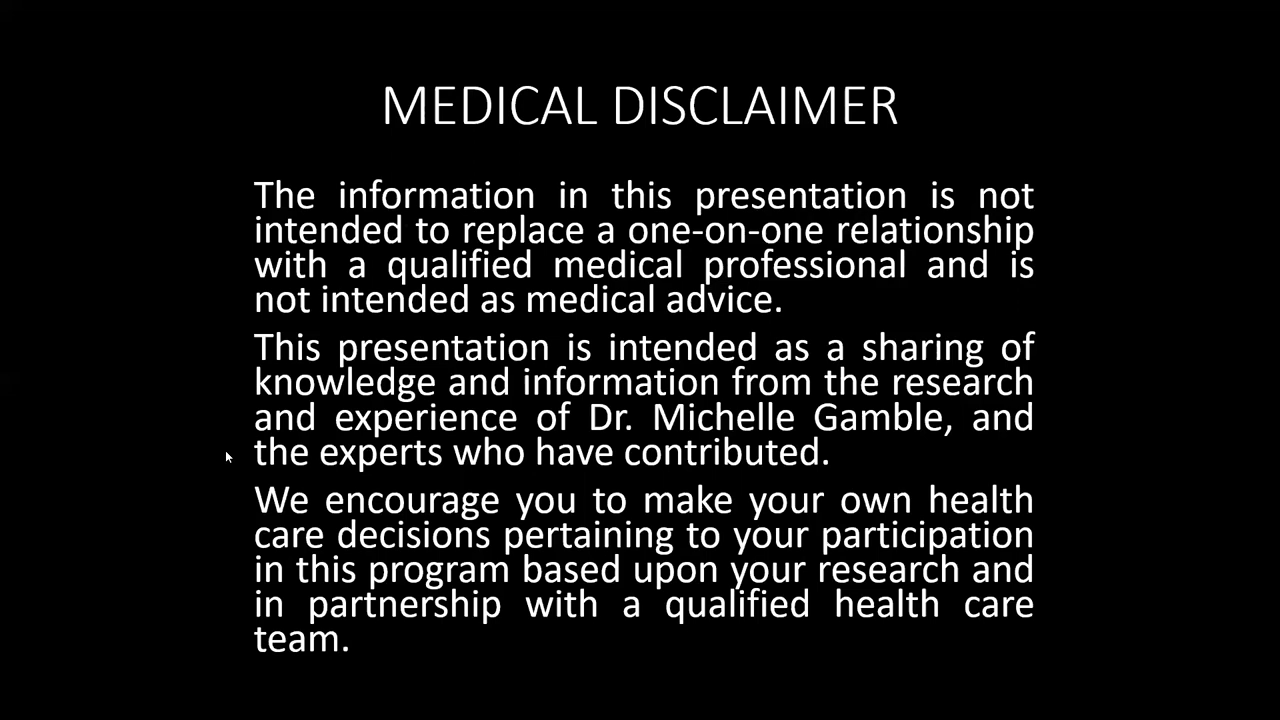 MEDICAL DISCLAIMER
The information in this presentation is not
intended to replace a one-on-one relationship
with a qualified medical professional and is
not intended as medical advice.
This presentation is intended as a sharing of
knowledge and information from the research
and experience of Dr. Michelle Gamble, and
the experts who have contributed.
We encourage you to make your own health
care decisions pertaining to your participation
in this program based upon your research and
in partnership with a qualified health care
team.